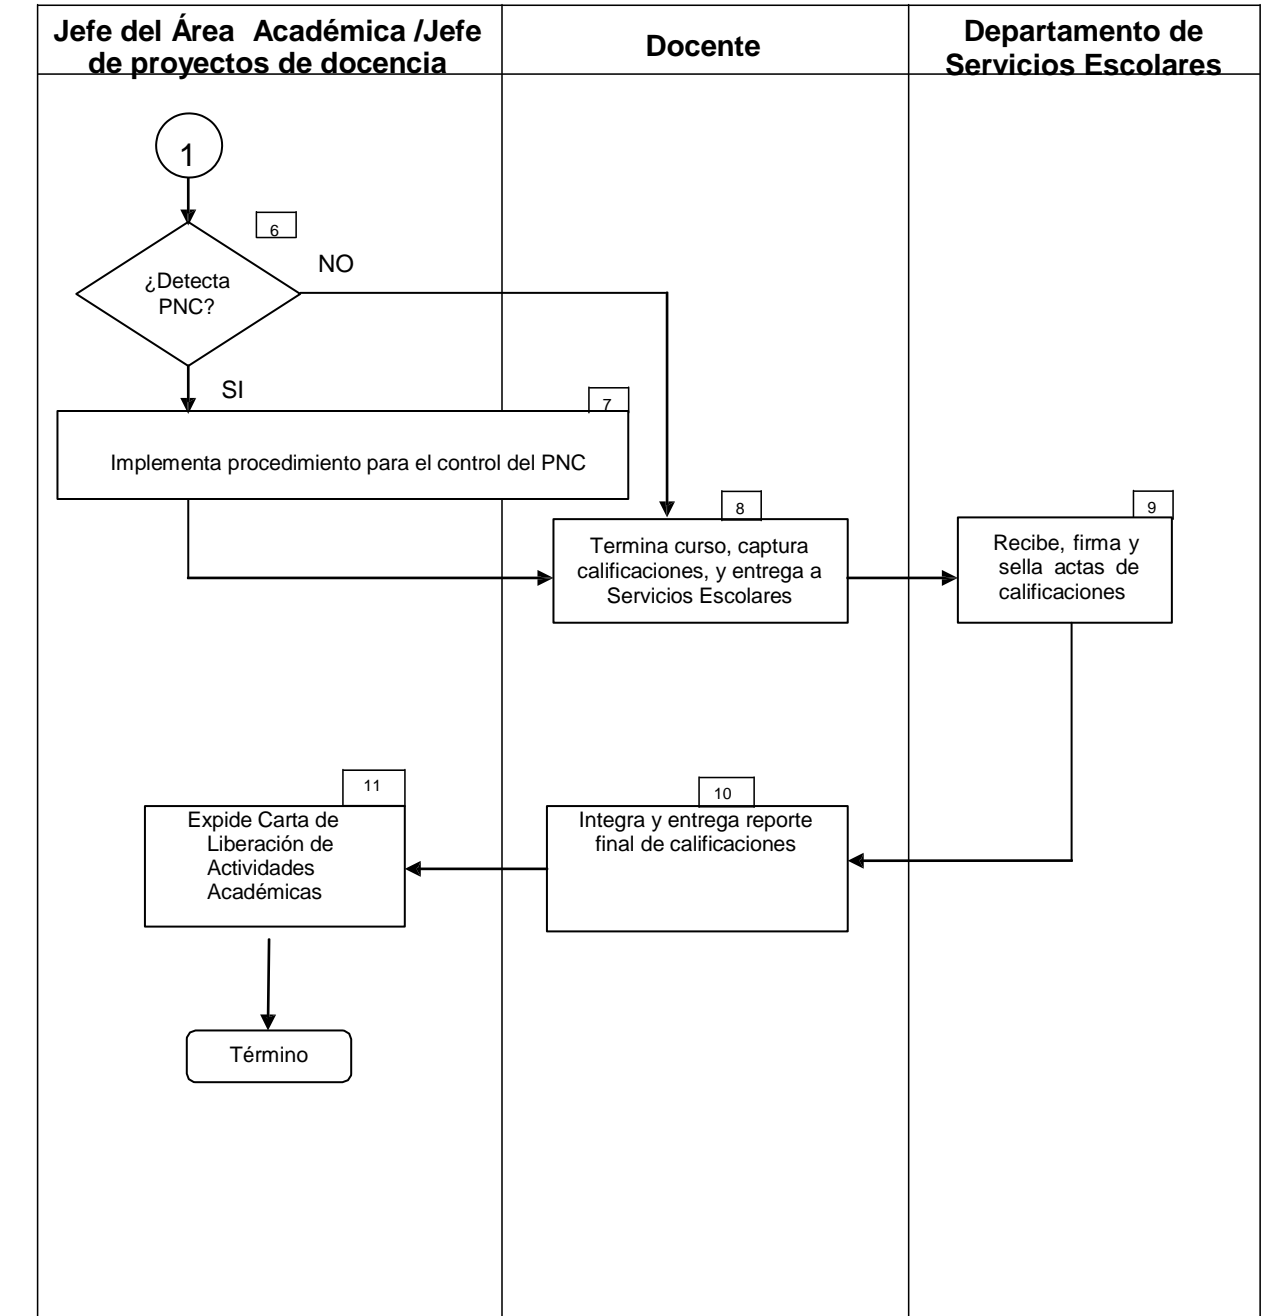 Jefe del Área Académica /Jefe
de proyectos de docencia
Docente
Departamento de
Servicios Escolares
1
6
¿Detecta
PNC?
NO
SI
7
Implementa procedimiento para el control del PNC
8
Termina curso, captura
calificaciones, y entrega a
Servicios Escolares
9
Recibe, firma y
sella actas de
calificaciones
11
Expide Carta de
Liberación de
Actividades
Académicas
10
Integra y entrega reporte
final de calificaciones
Término